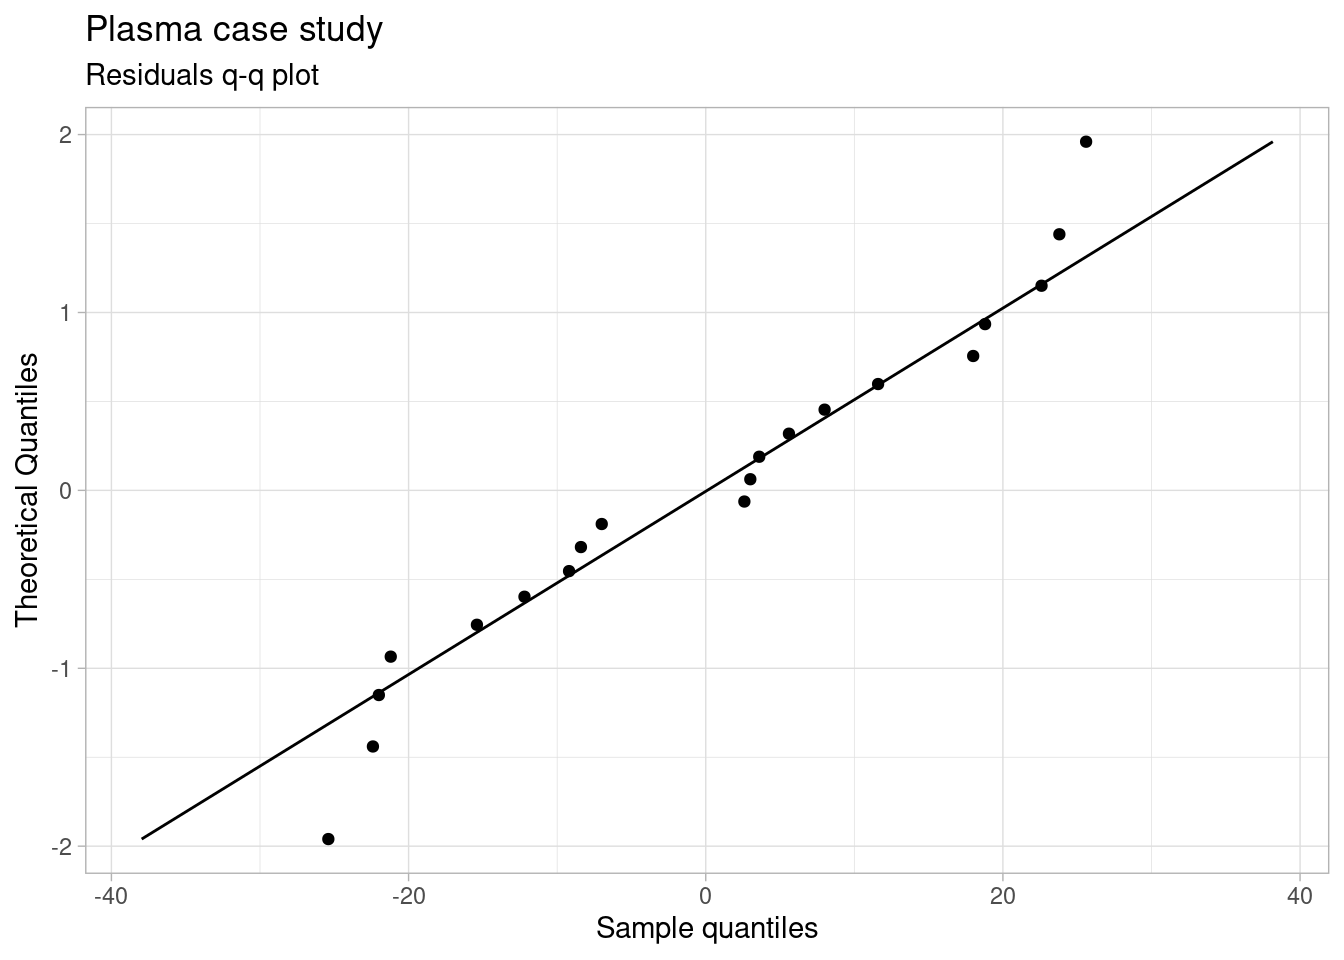 Plasma case study
Residuals q-q plot
Theoretical Quantiles
2
1
0
-1
-2
-40
-20
0
20
40
Sample quantiles